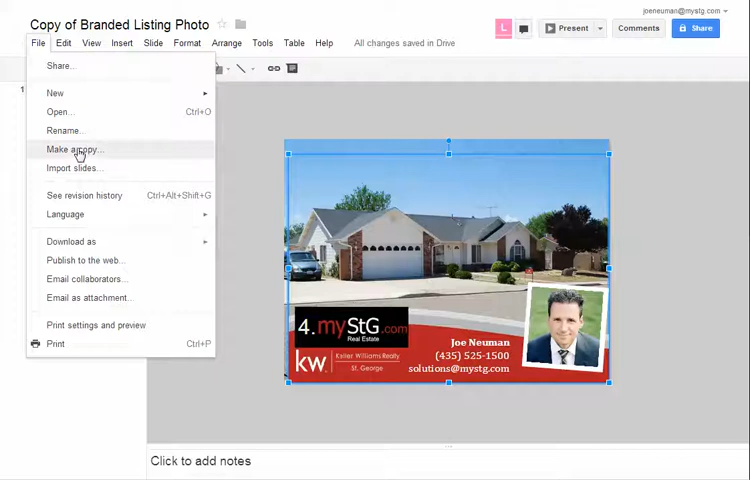 joeneuman@mystg.com
Copy of Branded Listing Photo
File Edit View Insert Slide Format Arrange Tools Table Help All changes saved in Drive
L Present Comments Share
Share...
New
Open... Ctrl+O
Rename...
Make a copy...
Import slides...
See revision history Ctrl+Alt+Shift+G
Language
Download as
Publish to the web...
Email collaborators...
Email as attachment...
Print settings and preview
Print Ctrl+P
1
4.myStG.com
Real Estate
kw Keller Williams Realty
St. George
Joe Neuman
(435) 525-1500
solutions@mystg.com
Click to add notes